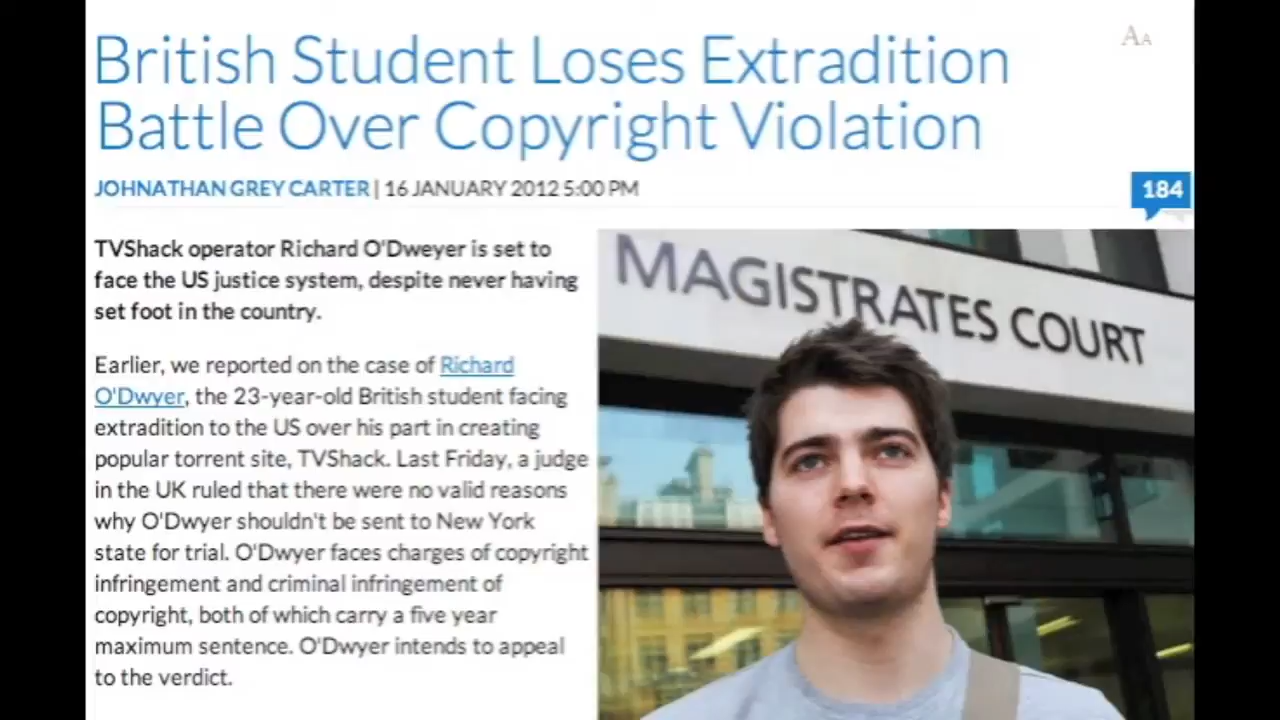 British Student Loses Extradition
Battle Over Copyright Violation
AA
JOHNATHAN GREY CARTER | 16 JANUARY 2012 5:00 PM
184
TVShack operator Richard O'Dweyer is set to
face the US justice system, despite never having
set foot in the country.
Earlier, we reported on the case of Richard
O'Dwyer, the 23-year-old British student facing
extradition to the US over his part in creating
popular torrent site, TVShack. Last Friday, a judge
in the UK ruled that there were no valid reasons
why O'Dwyer shouldn't be sent to New York
state for trial. O'Dwyer faces charges of copyright
infringement and criminal infringement of
copyright, both of which carry a five year
maximum sentence. O'Dwyer intends to appeal
to the verdict.
MAGISTRATES COURT